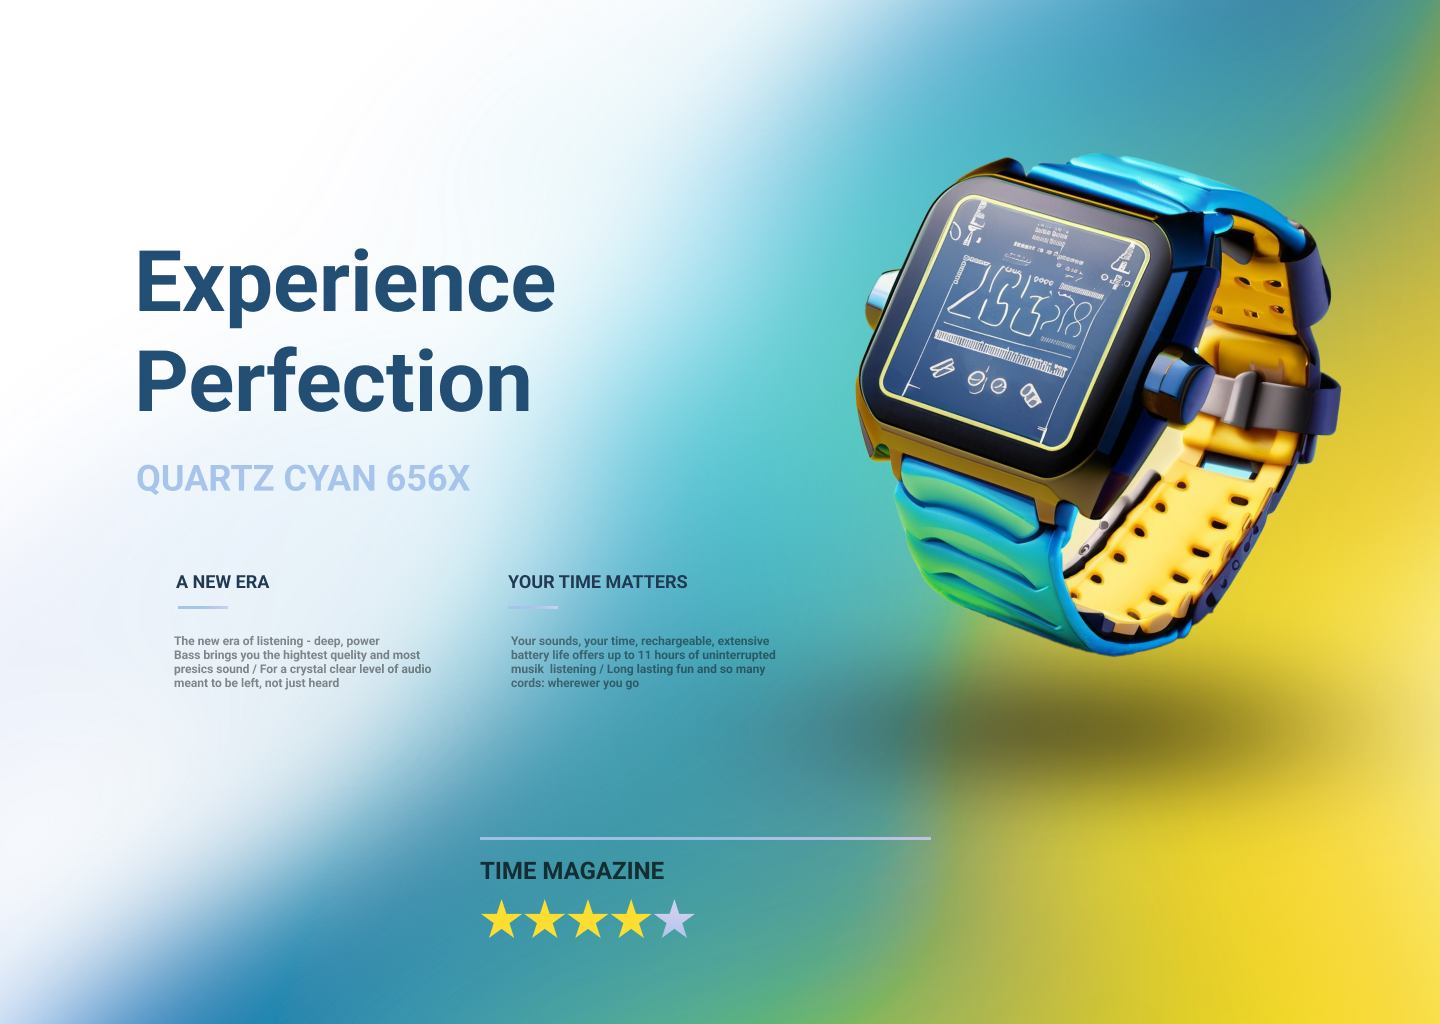 Experience
Perfection
QUARTZ CYAN 656X
A NEW ERA
The new era of listening - deep, power
Bass brings you the hightest quelity and most
presics sound / For a crystal clear level of audio
meant to be left, not just heard
YOUR TIME MATTERS
Your sounds, your time, rechargeable, extensive
battery life offers up to 11 hours of uninterrupted
musik  listening / Long lasting fun and so many
cords: wherewer you go
TIME MAGAZINE